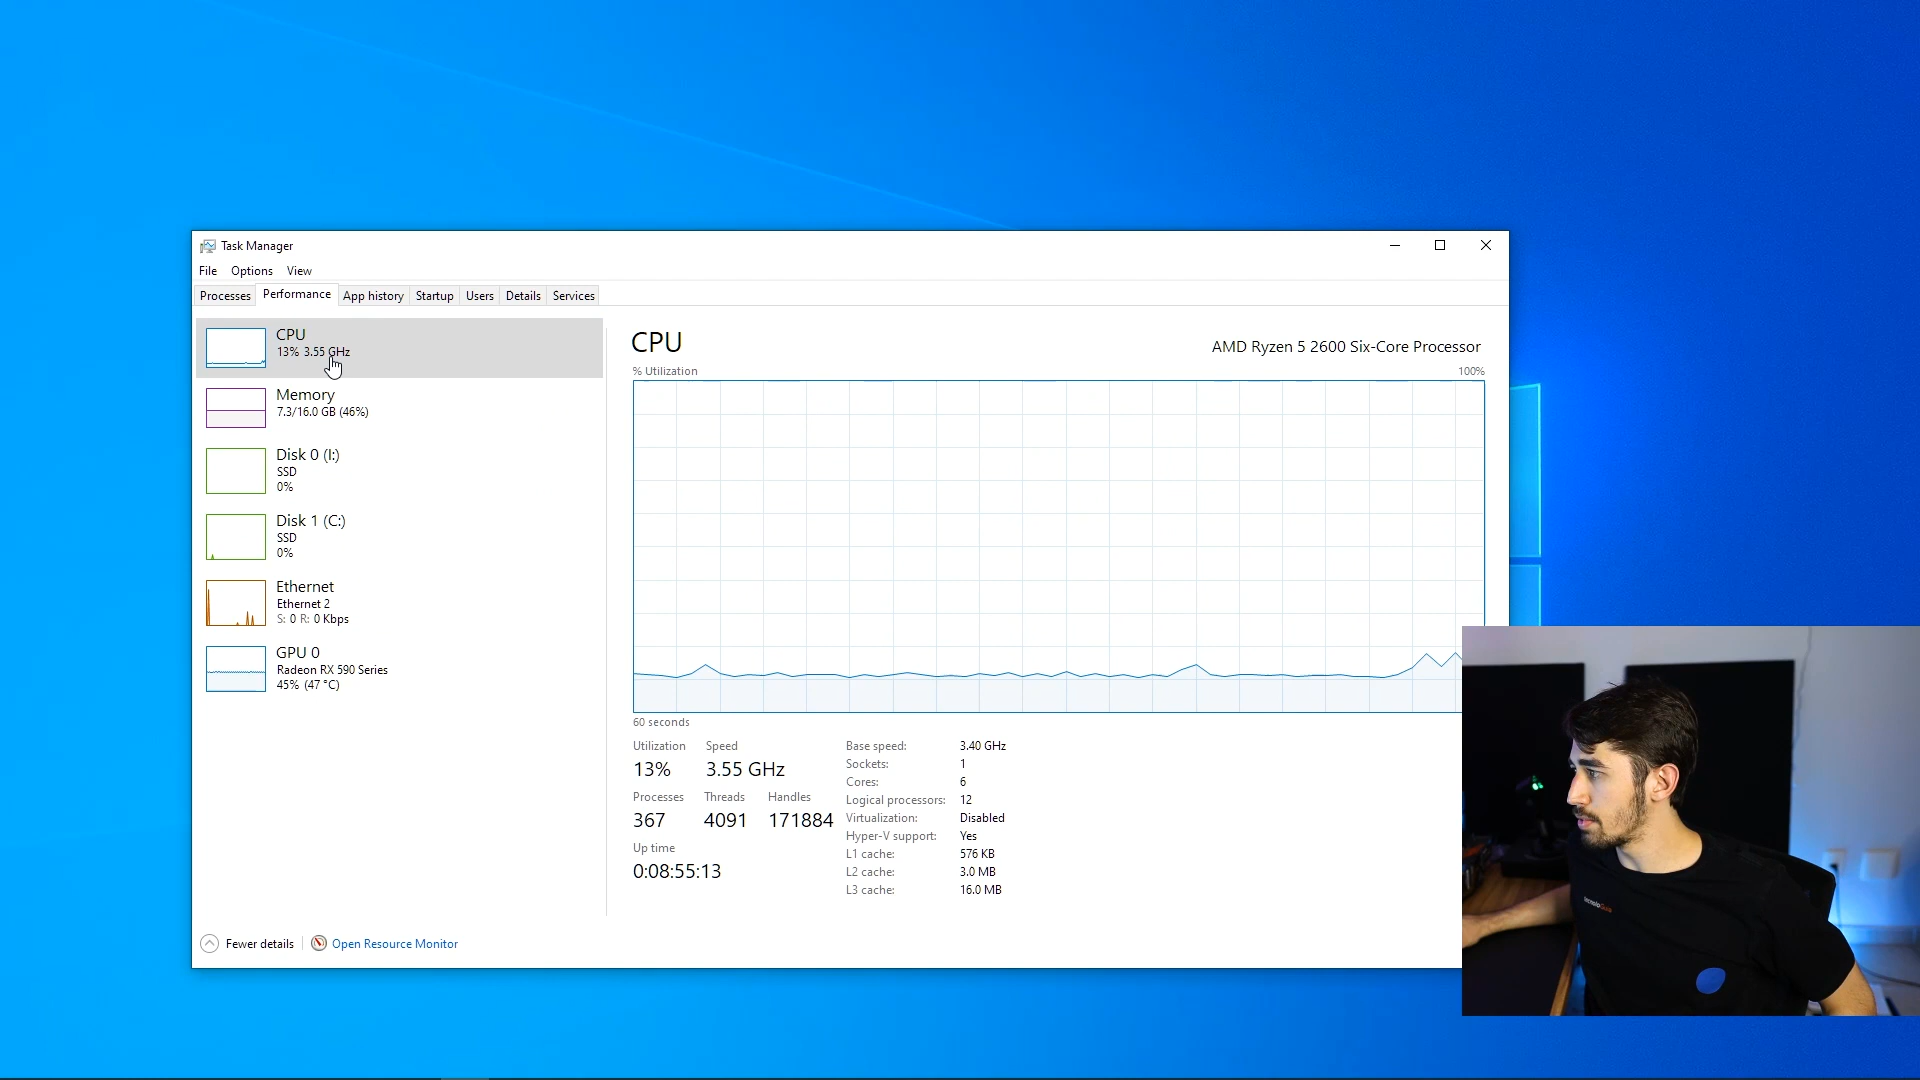 Task Manager
File Options View
Processes Performance App history Startup Users Details Services
CPU
13% 3.55 GHz
Memory
7.3/16.0 GB (46%)
Disk 0 (I:)
SSD
0%
Disk 1 (C:)
SSD
0%
Ethernet
Ethernet 2
S: 0 R: 0 Kbps
GPU 0
Radeon RX 590 Series
45% (47 °C)
CPU AMD Ryzen 5 2600 Six-Core Processor
% Utilization 100%
60 seconds
Utilization Speed
13% 3.55 GHz
Processes Threads Handles
367 4091 171884
Up time
0:08:55:13
Base speed: 3.40 GHz
Sockets: 1
Cores: 6
Logical processors: 12
Virtualization: Disabled
Hyper-V support: Yes
L1 cache: 576 KB
L2 cache: 3.0 MB
L3 cache: 16.0 MB
Fewer details Open Resource Monitor